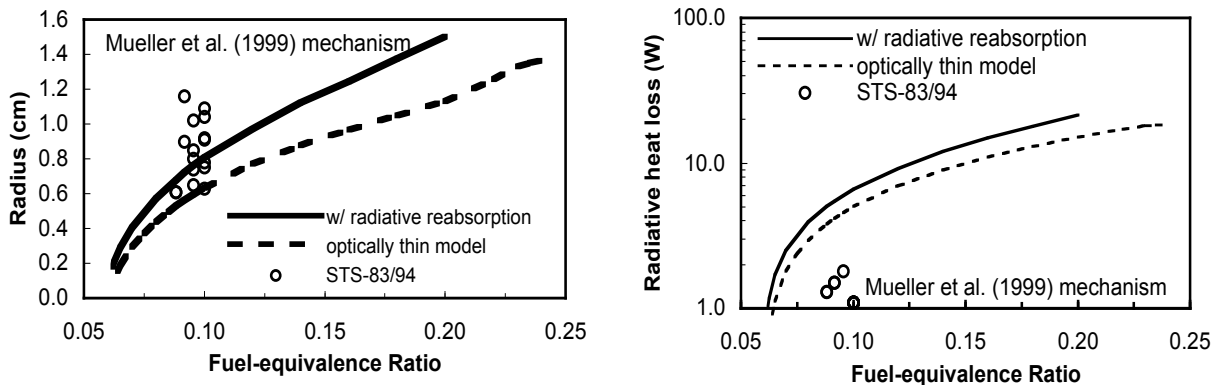 Radius (cm)
1.6
1.4
1.2
1.0
0.8
0.6
0.4
0.2
0.0
Mueller et al. (1999) mechanism
w/ radiative reabsorption
optically thin model
STS-83/94
0.05
0.10
0.15
0.20
0.25
Fuel-equivalence Ratio
Radiative heat loss (W)
100.0
10.0
1.0
w/ radiative reabsorption
optically thin model
STS-83/94
Mueller et al. (1999) mechanism
0.05
0.10
0.15
0.20
0.25
Fuel-equivalence Ratio